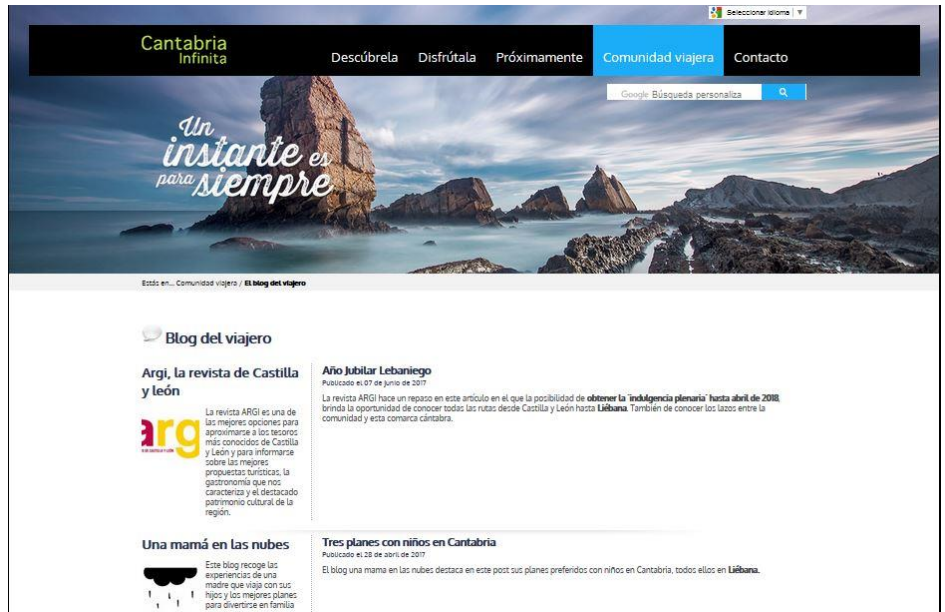 Seleccionar idioma
Cantabria
Infinita
Descúbrela Disfrútala Próximamente Comunidad viajera Contacto
Google Búsqueda personaliza
Un
instante es
para siempre
Estás en... Comunidad viajera / El blog del viajero
Blog del viajero
Argi, la revista de Castilla
y león
arg
La revista ARGI es una de
las mejores opciones para
aproximarse a los tesoros
más conocidos de Castilla
y León y para informarse
sobre las mejores
propuestas turísticas, la
gastronomía que nos
caracteriza y el destacado
patrimonio cultural de la
región.
Año Jubilar Lebaniego
Publicado el 07 de junio de 2017
La revista ARGI hace un repaso en este artículo en el que la posibilidad de obtener la ¨indulgencia plenaria¨ hasta abril de 2018,
brinda la oportunidad de conocer todas las rutas desde Castilla y León hasta Liébana. También de conocer los lazos entre la
comunidad y esta comarca cántabra.
Una mamá en las nubes
Este blog recoge las
experiencias de una
madre que viaja con sus
hijos y los mejores planes
para divertirse en familia
Tres planes con niños en Cantabria
Publicado el 28 de abril de 2017
El blog una mama en las nubes destaca en este post sus planes preferidos con niños en Cantabria, todos ellos en Liébana.